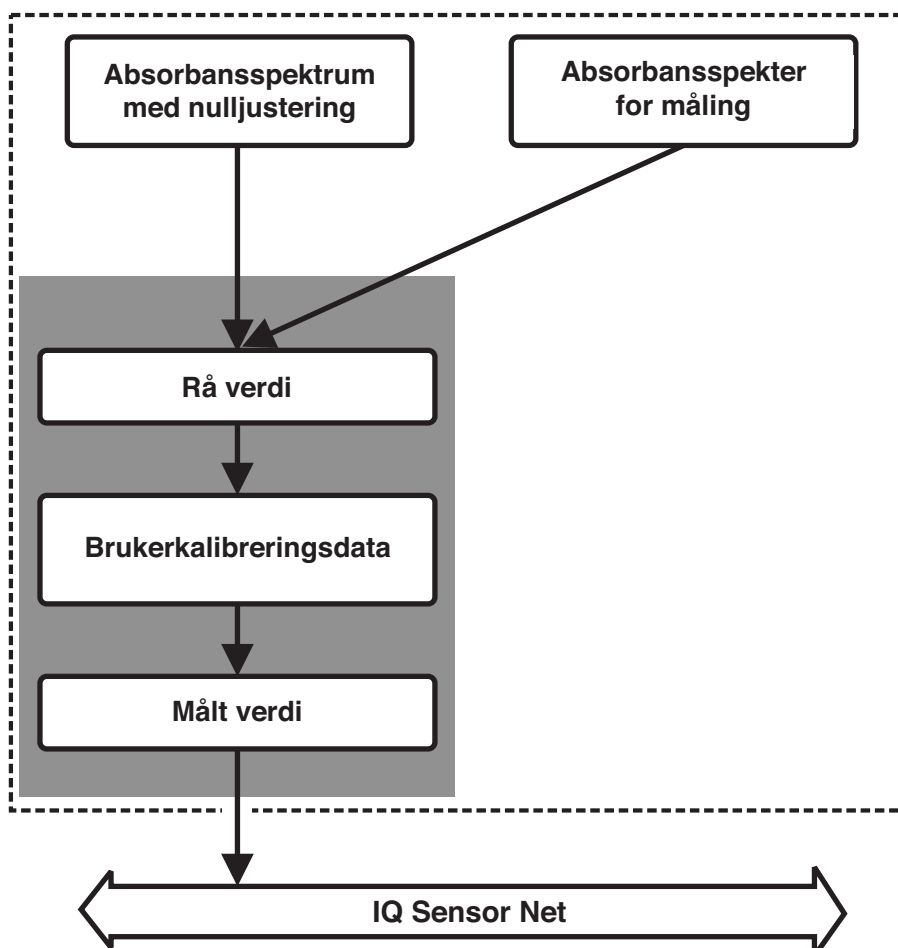 Absorbansspektrum
med nulljustering
Absorbansspekter
for måling
Rå verdi
Brukerkalibreringsdata
Målt verdi
IQ Sensor Net